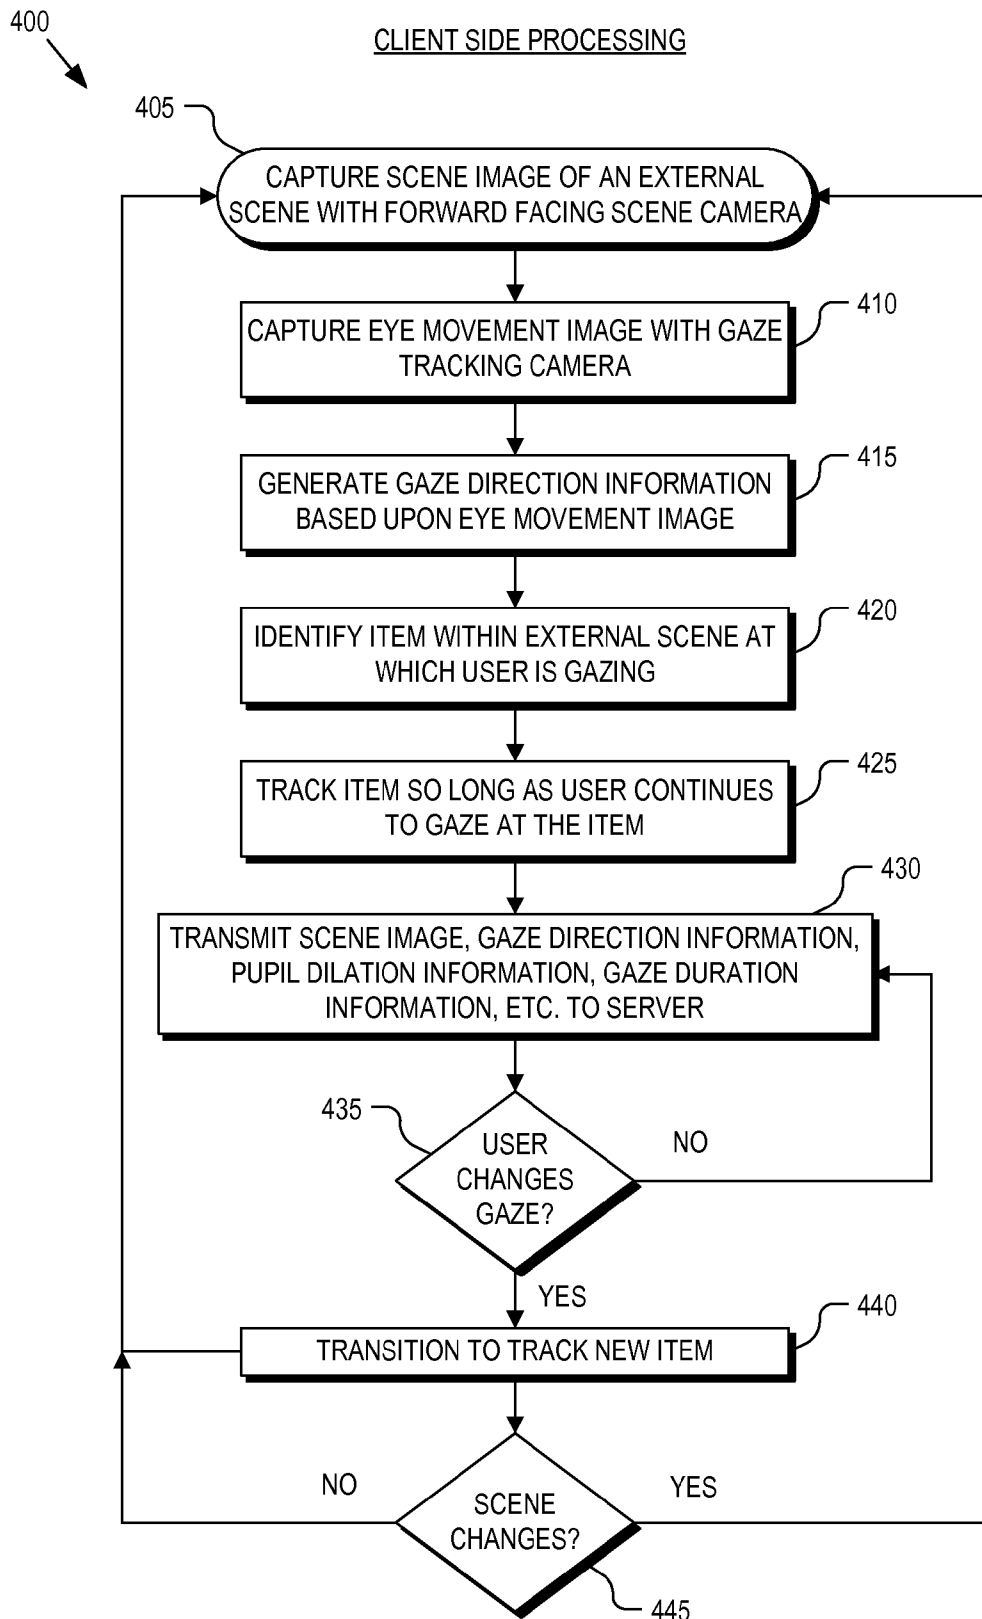 400
CLIENT SIDE PROCESSING
405
CAPTURE SCENE IMAGE OF AN EXTERNAL
SCENE WITH FORWARD FACING SCENE CAMERA
410
CAPTURE EYE MOVEMENT IMAGE WITH GAZE
TRACKING CAMERA
415
GENERATE GAZE DIRECTION INFORMATION
BASED UPON EYE MOVEMENT IMAGE
420
IDENTIFY ITEM WITHIN EXTERNAL SCENE AT
WHICH USER IS GAZING
425
TRACK ITEM SO LONG AS USER CONTINUES
TO GAZE AT THE ITEM
430
TRANSMIT SCENE IMAGE, GAZE DIRECTION INFORMATION,
PUPIL DILATION INFORMATION, GAZE DURATION
INFORMATION, ETC. TO SERVER
435
USER
CHANGES
GAZE?
NO
YES
440
TRANSITION TO TRACK NEW ITEM
NO
YES
SCENE
CHANGES?
445